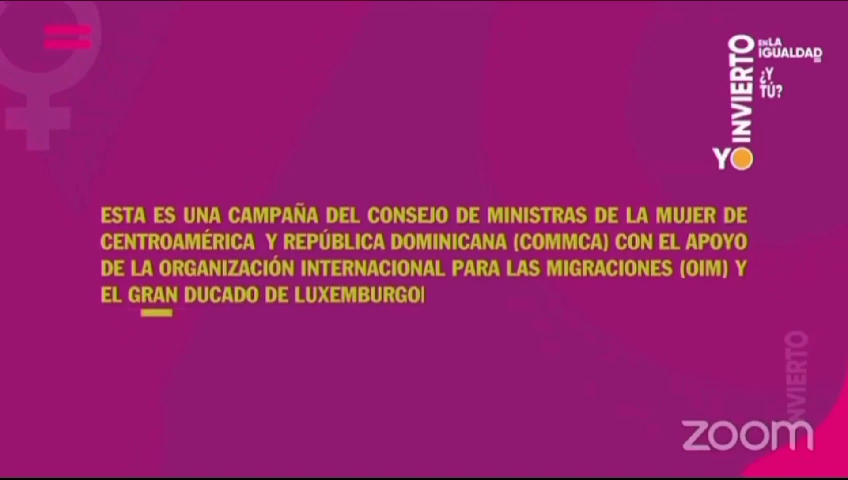 YO INVIERTO
EN LA
IGUALDAD
¿Y
TÚ?
ESTA ES UNA CAMPAÑA DEL CONSEJO DE MINISTRAS DE LA MUJER DE
CENTROAMÉRICA Y REPÚBLICA DOMINICANA (COMMCA) CON EL APOYO
DE LA ORGANIZACIÓN INTERNACIONAL PARA LAS MIGRACIONES (OIM) Y
EL GRAN DUCADO DE LUXEMBURGO
NVIERTO
zoom